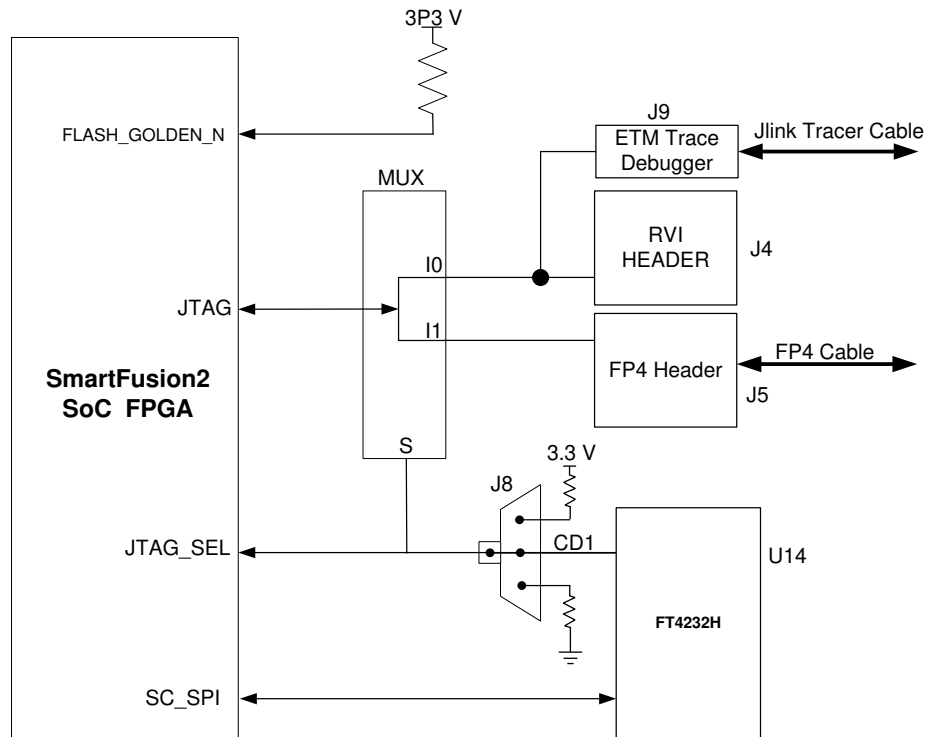 3P3 V
FLASH_GOLDEN_N
J9
ETM Trace
Debugger
Jlink Tracer Cable
MUX
RVI
HEADER
J4
I0
JTAG
I1
FP4 Header
FP4 Cable
J5
SmartFusion2
SoC FPGA
S
3.3 V
J8
JTAG_SEL
CD1
U14
FT4232H
SC_SPI